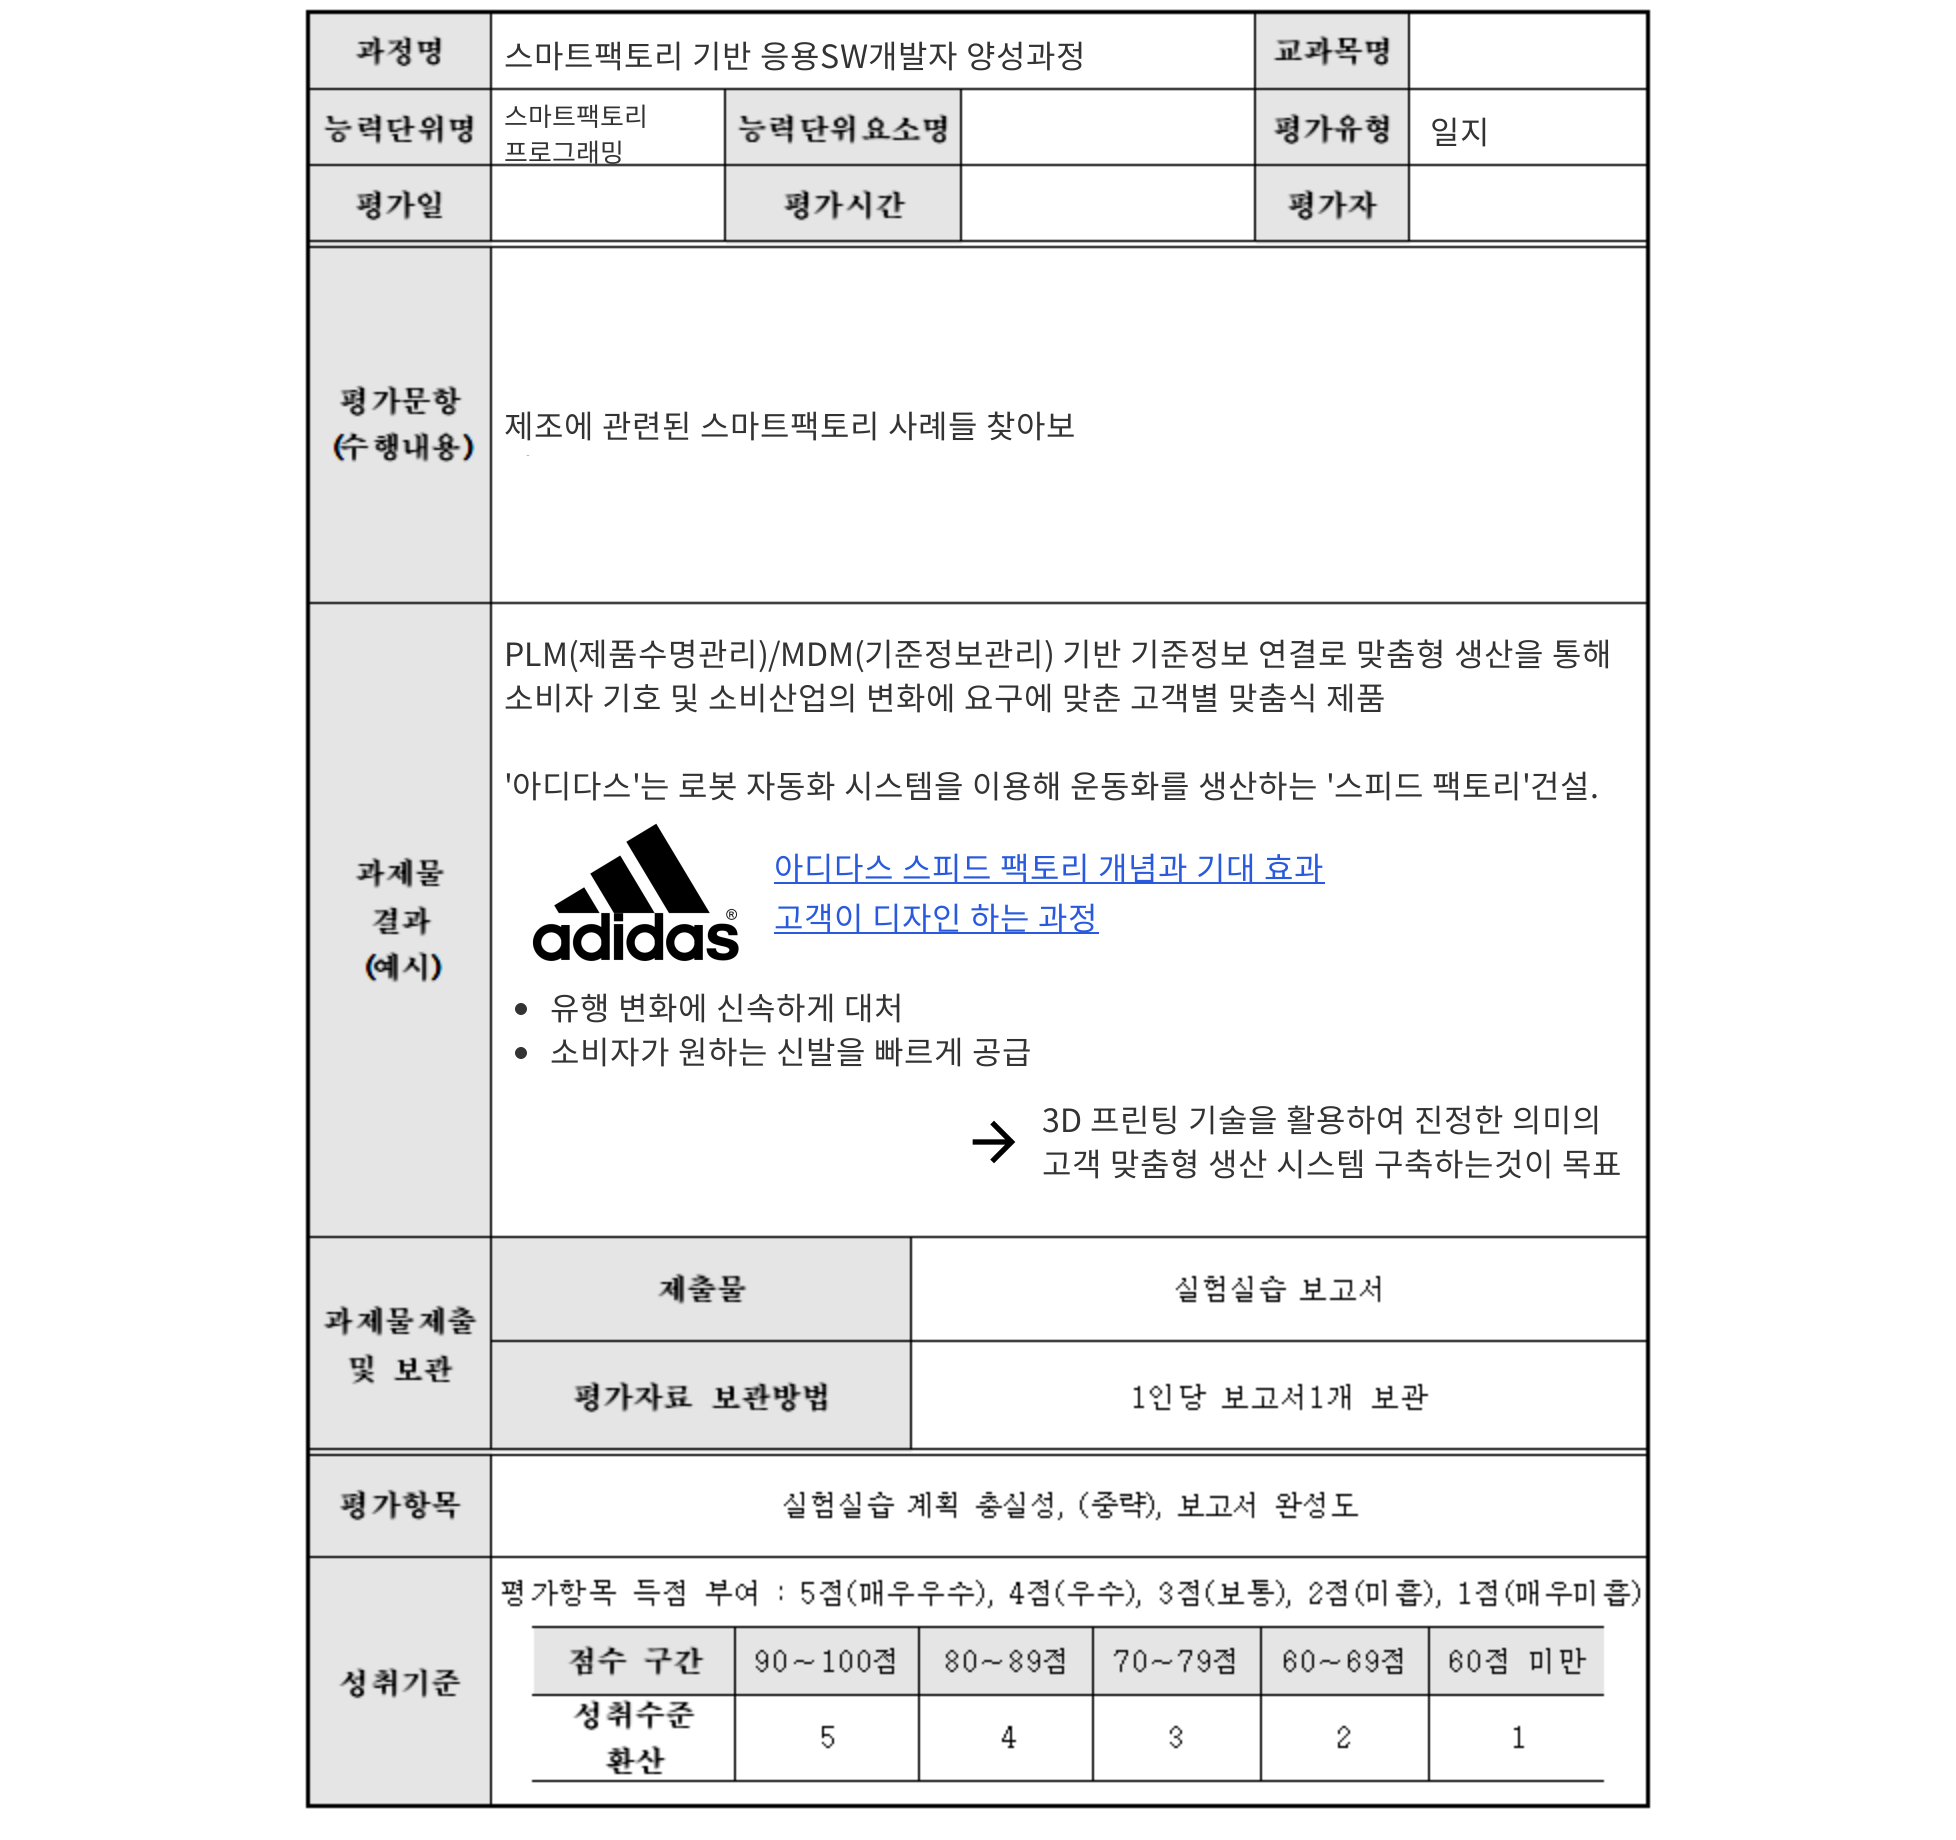 과정명 스마트팩토리 기반 응용SW개발자 양성과정 교과목명
능력단위명 스마트팩토리 프로그래밍 능력단위요소명 평가유형 일지
평가일 평가시간 평가자
평가문항
(수행내용)
제조에 관련된 스마트팩토리 사례들 찾아보
과제물
결과
(예시)
PLM(제품수명관리)/MDM(기준정보관리) 기반 기준정보 연결로 맞춤형 생산을 통해
소비자 기호 및 소비산업의 변화에 요구에 맞춘 고객별 맞춤식 제품
'아디다스'는 로봇 자동화 시스템을 이용해 운동화를 생산하는 '스피드 팩토리'건설.
adidas®
아디다스 스피드 팩토리 개념과 기대 효과
고객이 디자인 하는 과정
• 유행 변화에 신속하게 대처
• 소비자가 원하는 신발을 빠르게 공급
→ 3D 프린팅 기술을 활용하여 진정한 의미의
고객 맞춤형 생산 시스템 구축하는것이 목표
과제물제출
및 보관
제출물 실험실습 보고서
평가자료 보관방법 1인당 보고서1개 보관
평가항목 실험실습 계획 충실성, (중략), 보고서 완성도
성취기준
평가항목 득점 부여 : 5점(매우우수), 4점(우수), 3점(보통), 2점(미흡), 1점(매우미흡)
점수 구간 90~100점 80~89점 70~79점 60~69점 60점 미만
성취수준
환산 5 4 3 2 1